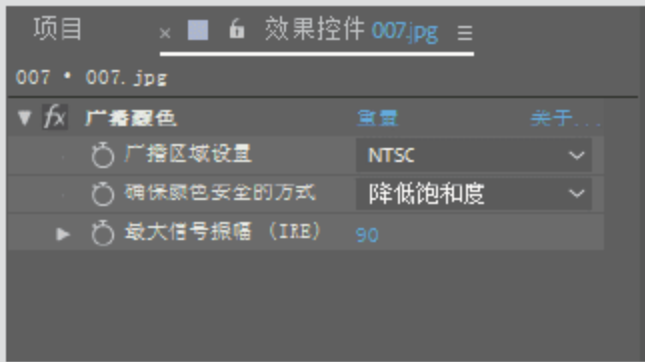 项目 × 效果控件 007.jpg ≡
007 • 007.jpg
fx 广播颜色 重置 关于...
广播区域设置 NTSC
确保颜色安全的方式 降低饱和度
最大信号振幅 (IRE) 90